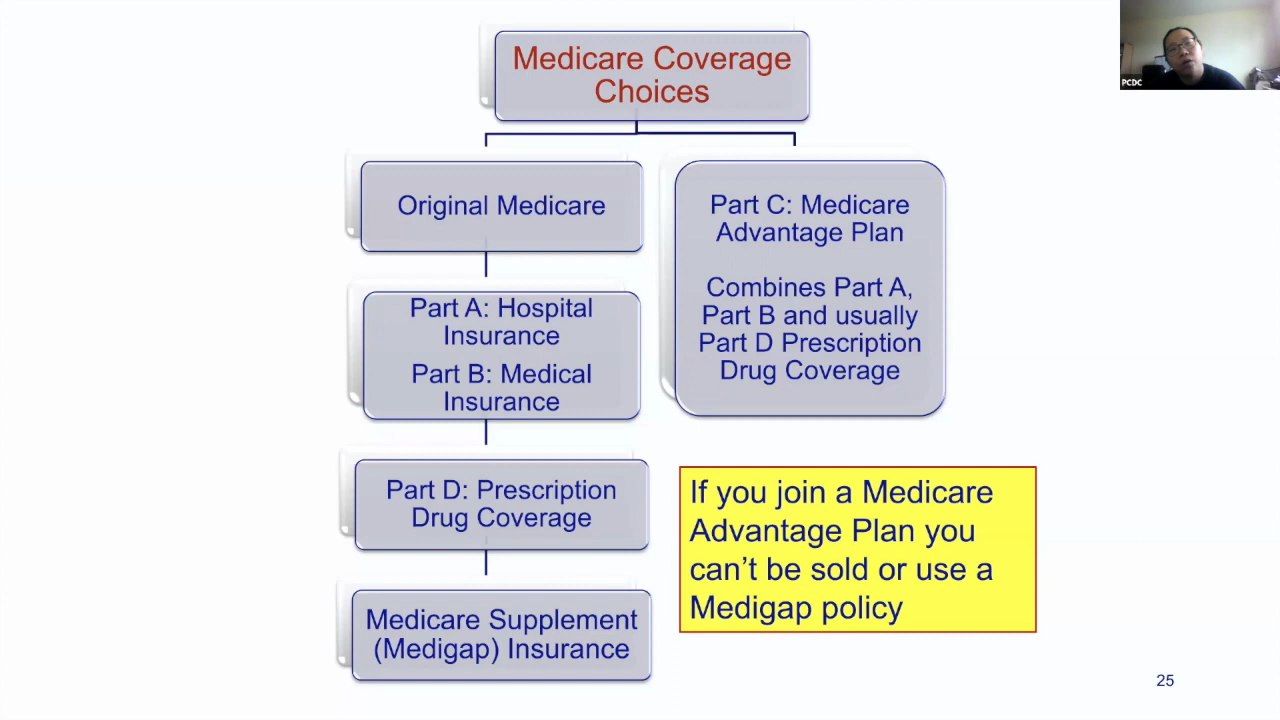 Medicare Coverage
Choices
PCDC
Original Medicare
Part C: Medicare
Advantage Plan
Combines Part A,
Part B and usually
Part D Prescription
Drug Coverage
Part A: Hospital
Insurance
Part B: Medical
Insurance
Part D: Prescription
Drug Coverage
Medicare Supplement
(Medigap) Insurance
If you join a Medicare
Advantage Plan you
can’t be sold or use a
Medigap policy
25